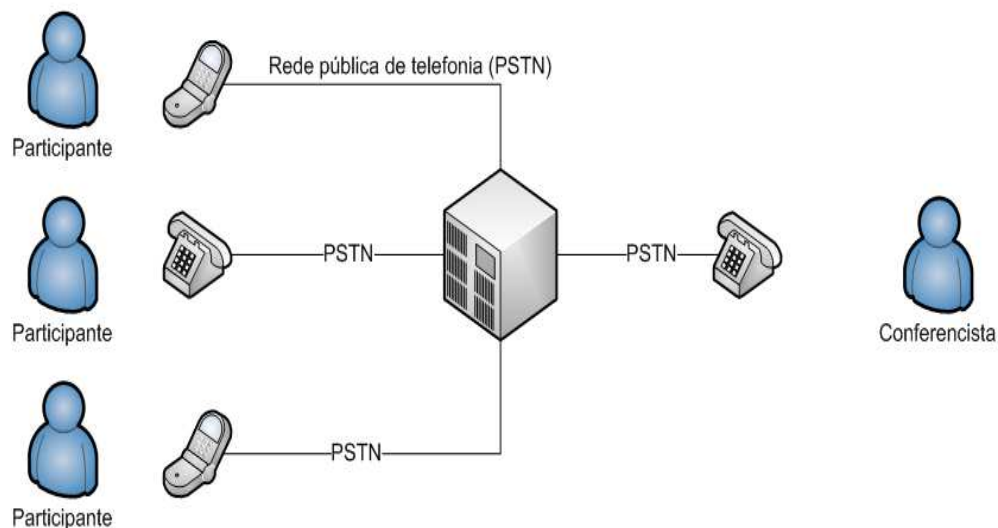 Rede pública de telefonia (PSTN)
Participante
PSTN
PSTN
Participante
Conferencista
PSTN
Participante